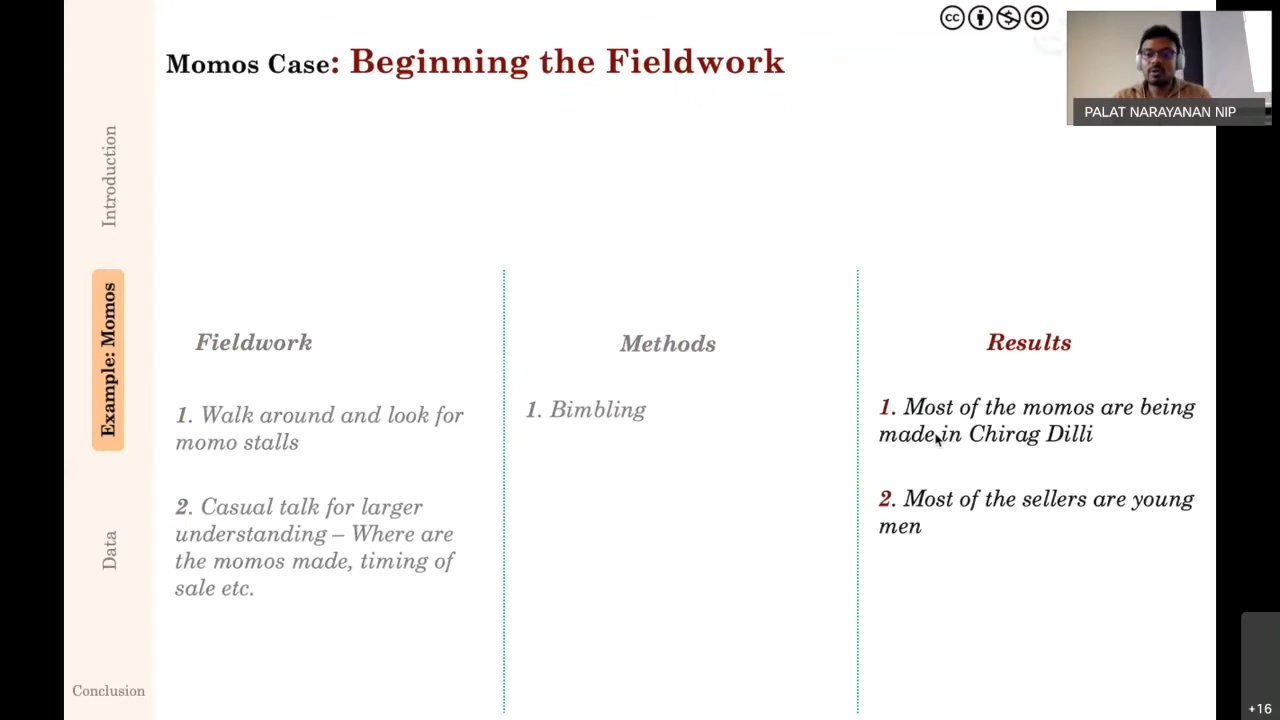 cc
Momos Case: Beginning the Fieldwork
PALAT NARAYANAN NIP
Introduction
Example: Momos
Data
Conclusion
Fieldwork
1. Walk around and look for
momo stalls
2. Casual talk for larger
understanding – Where are
the momos made, timing of
sale etc.
Methods
1. Bimbling
Results
1. Most of the momos are being
made in Chirag Dilli
2. Most of the sellers are young
men
+16